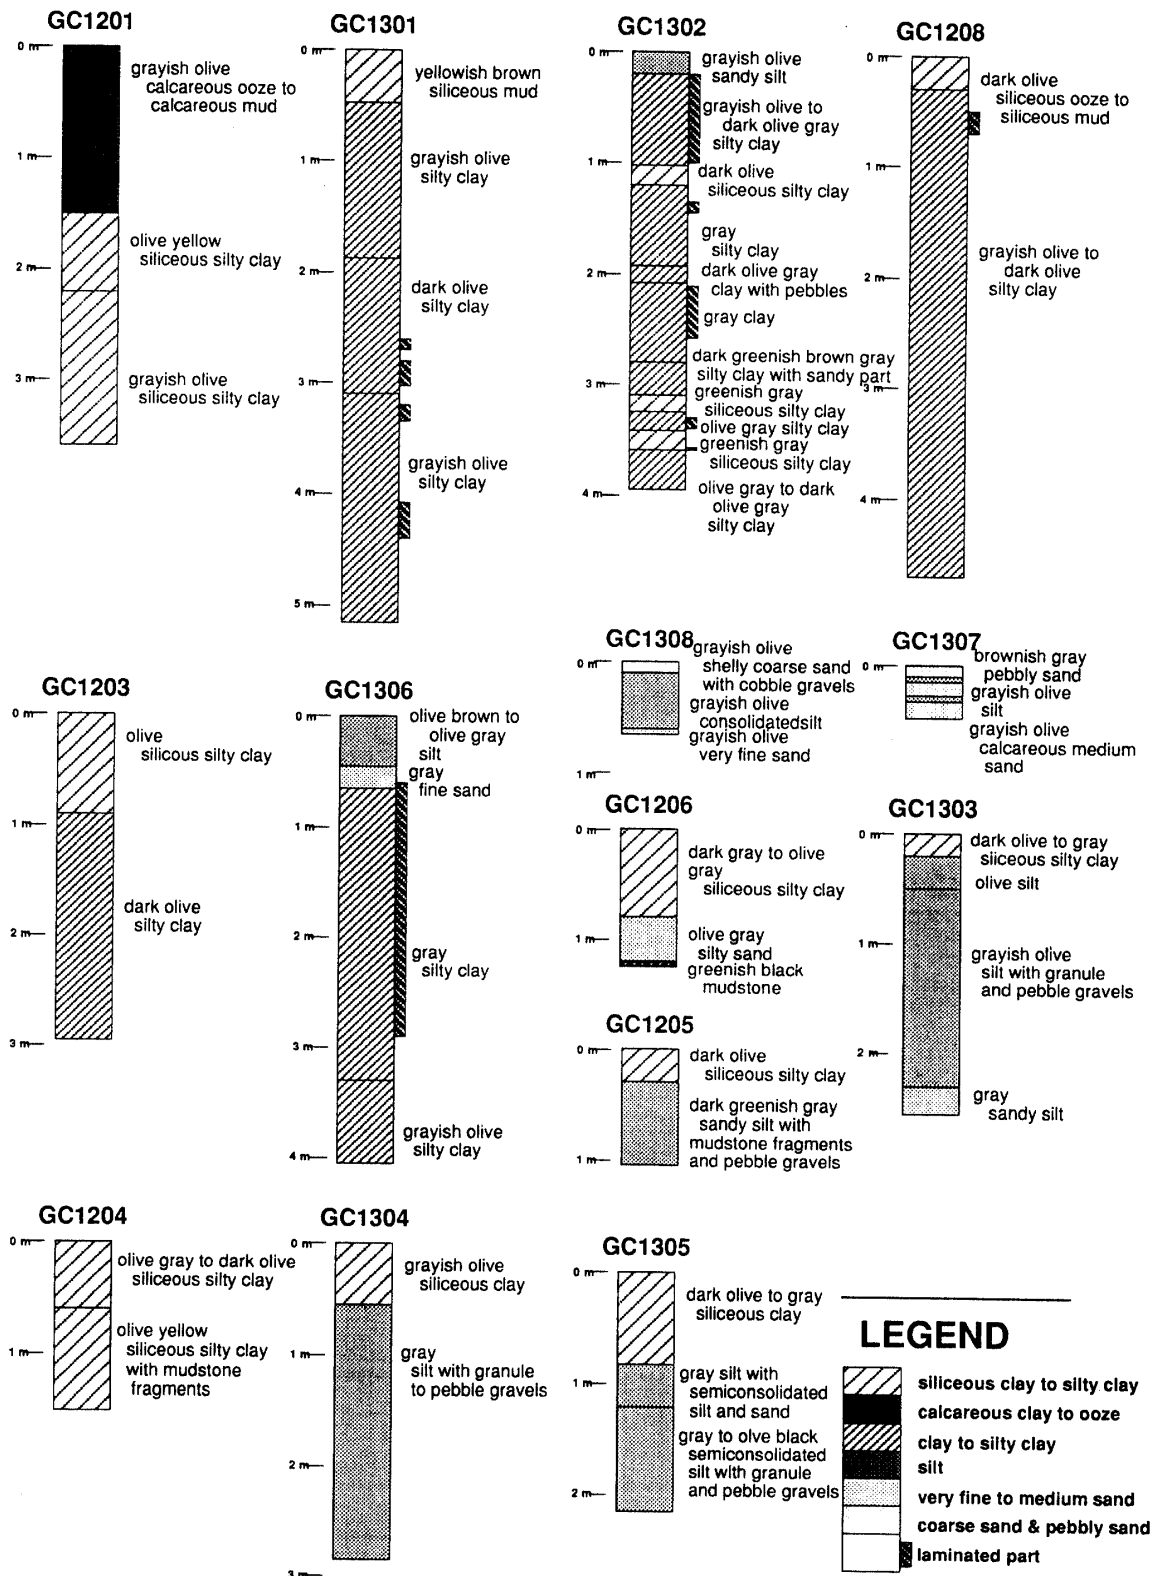 GC1201
0 m
grayish olive
calcareous ooze to
calcareous mud
1 m
olive yellow
siliceous silty clay
2 m
grayish olive
siliceous silty clay
3 m
GC1301
0 m
yellowish brown
siliceous mud
1 m
grayish olive
silty clay
2 m
dark olive
silty clay
3 m
grayish olive
silty clay
4 m
5 m
GC1302
0 m
grayish olive
sandy silt
grayish olive to
dark olive gray
silty clay
1 m
dark olive
siliceous silty clay
gray
silty clay
2 m
dark olive gray
clay with pebbles
gray clay
dark greenish brown gray
silty clay with sandy part
3 m
greenish gray
siliceous silty clay
olive gray silty clay
greenish gray
siliceous silty clay
4 m
olive gray to dark
olive gray
silty clay
GC1208
0 m
dark olive
siliceous ooze to
siliceous mud
1 m
grayish olive to
dark olive
silty clay
2 m
3 m
4 m
GC1203
0 m
olive
silicous silty clay
1 m
dark olive
silty clay
2 m
3 m
GC1306
0 m
olive brown to
olive gray
silt
gray
fine sand
1 m
2 m
gray
silty clay
3 m
grayish olive
silty clay
4 m
GC1308
0 m
grayish olive
shelly coarse sand
with cobble gravels
grayish olive
consolidatedsilt
grayish olive
very fine sand
1 m
GC1307
0 m
brownish gray
pebbly sand
grayish olive
silt
grayish olive
calcareous medium
sand
GC1206
0 m
dark gray to olive
gray
siliceous silty clay
1 m
olive gray
silty sand
greenish black
mudstone
GC1303
0 m
dark olive to gray
siiceous silty clay
olive silt
1 m
grayish olive
silt with granule
and pebble gravels
2 m
gray
sandy silt
GC1205
0 m
dark olive
siliceous silty clay
dark greenish gray
sandy silt with
mudstone fragments
and pebble gravels
1 m
GC1204
0 m
olive gray to dark olive
siliceous silty clay
1 m
olive yellow
siliceous silty clay
with mudstone
fragments
GC1304
0 m
grayish olive
siliceous clay
1 m
gray
silt with granule
to pebble gravels
2 m
3 m
GC1305
0 m
dark olive to gray
siliceous clay
1 m
gray silt with
semiconsolidated
silt and sand
gray to olve black
semiconsolidated
silt with granule
and pebble gravels
2 m
LEGEND
siliceous clay to silty clay
calcareous clay to ooze
clay to silty clay
silt
very fine to medium sand
coarse sand & pebbly sand
laminated part